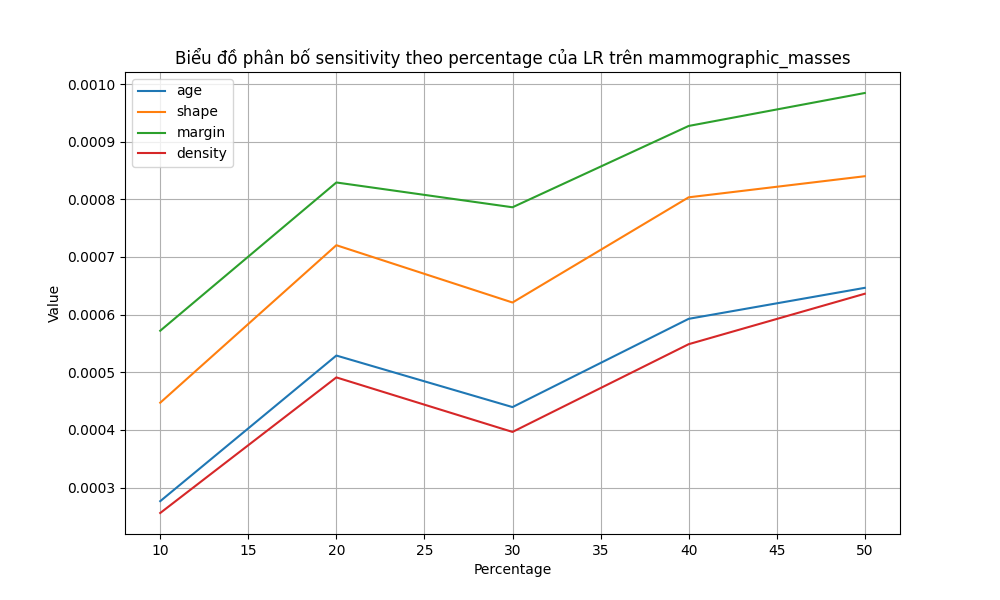 Biểu đồ phân bố sensitivity theo percentage của LR trên mammographic_masses
age
shape
margin
density
0.0010
0.0009
0.0008
0.0007
0.0006
0.0005
0.0004
0.0003
Value
10 15 20 25 30 35 40 45 50
Percentage